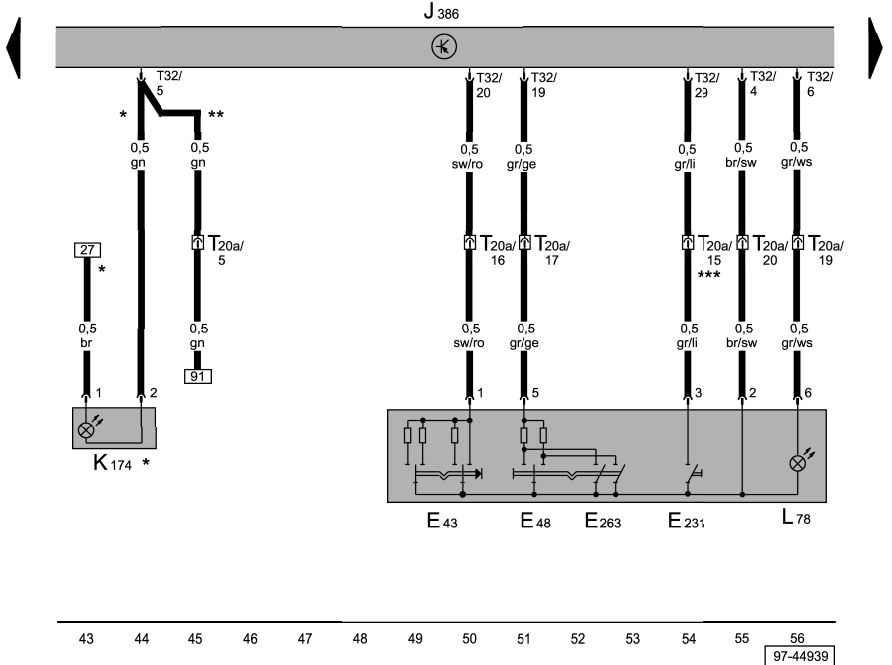 J 386
T32/ T32/ T32/ T32/ T32/ T32/
5 20 19 29 4 6
* **
0,5 0,5 0,5 0,5 0,5 0,5 0,5
gn gn sw/ro gr/ge gr/li br/sw gr/ws
27 T20a/ T20a/ T20a/ T20a/ T20a/ T20a/
* 5 16 17 15 20 19
***
0,5 0,5 0,5 0,5 0,5 0,5 0,5
br gn sw/ro gr/ge gr/li br/sw gr/ws
91
1 2 1 5 3 2 6
K 174 *
E 43 E 48 E 263 E 231 L 78
43 44 45 46 47 48 49 50 51 52 53 54 55 56
97-44939